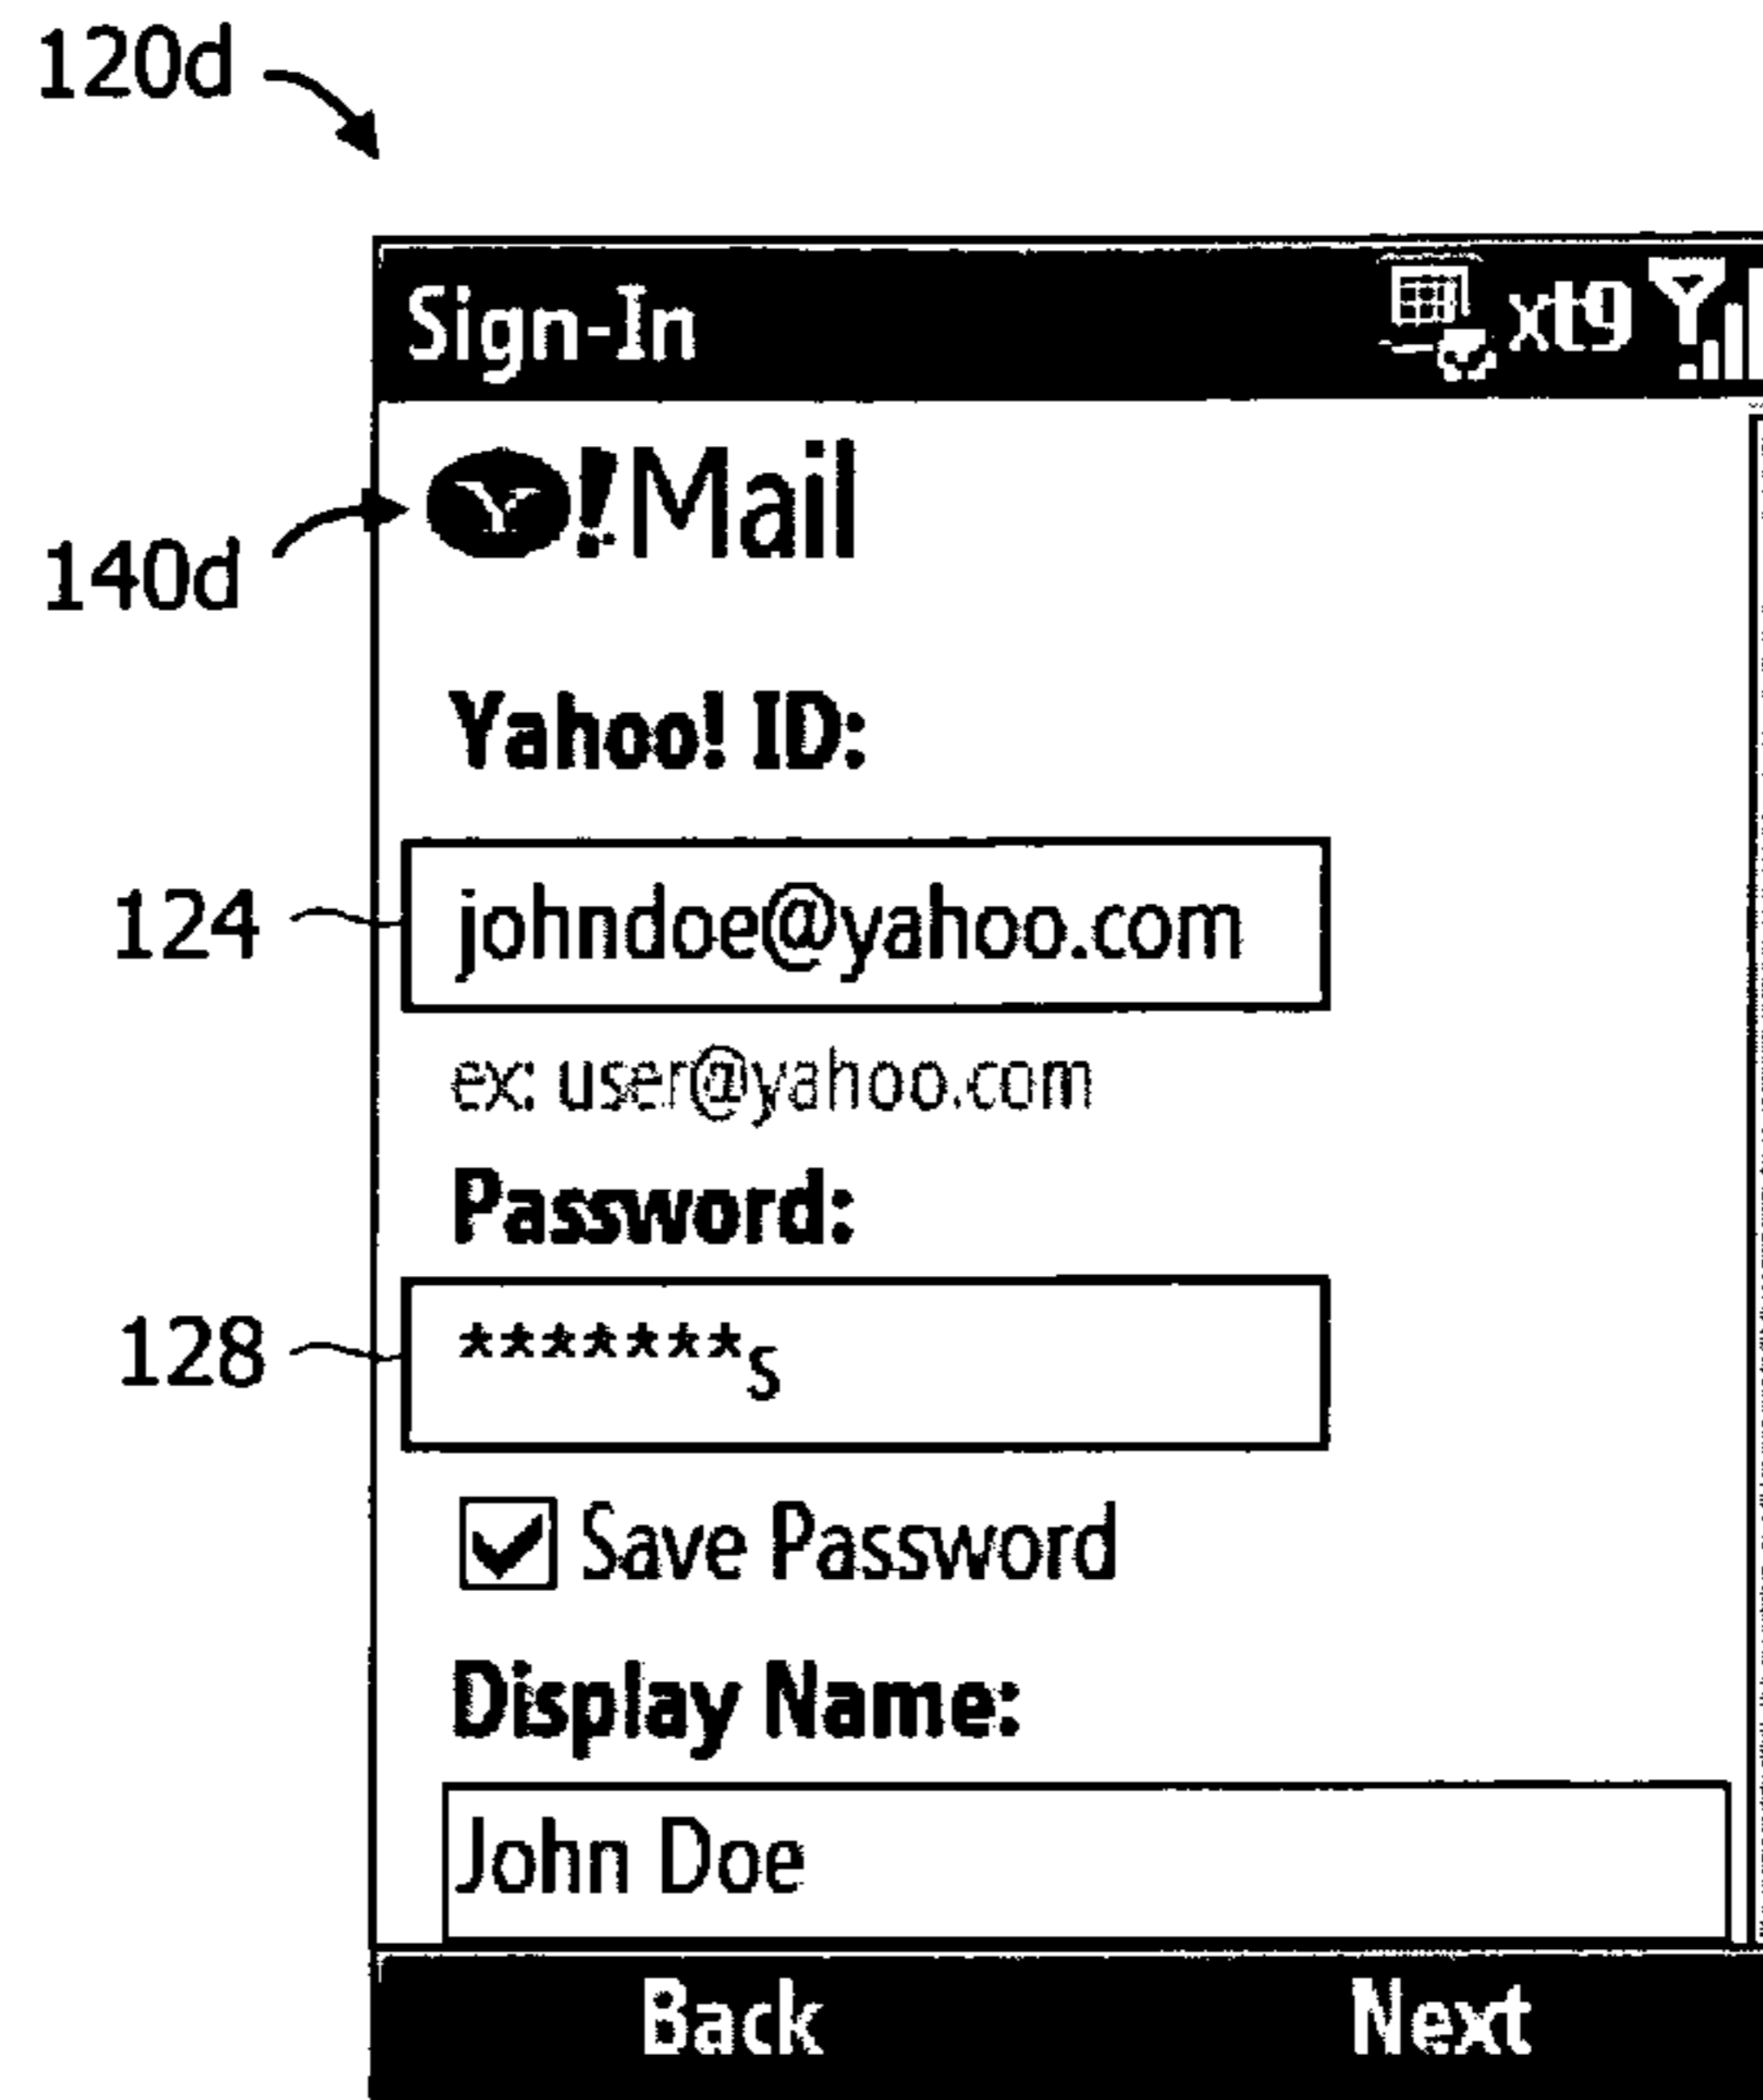 120d
Sign-In xt9
140d Y!Mail
Yahoo! ID:
124 johndoe@yahoo.com
ex: user@yahoo.com
Password:
128 *******s
Save Password
Display Name:
John Doe
Back Next